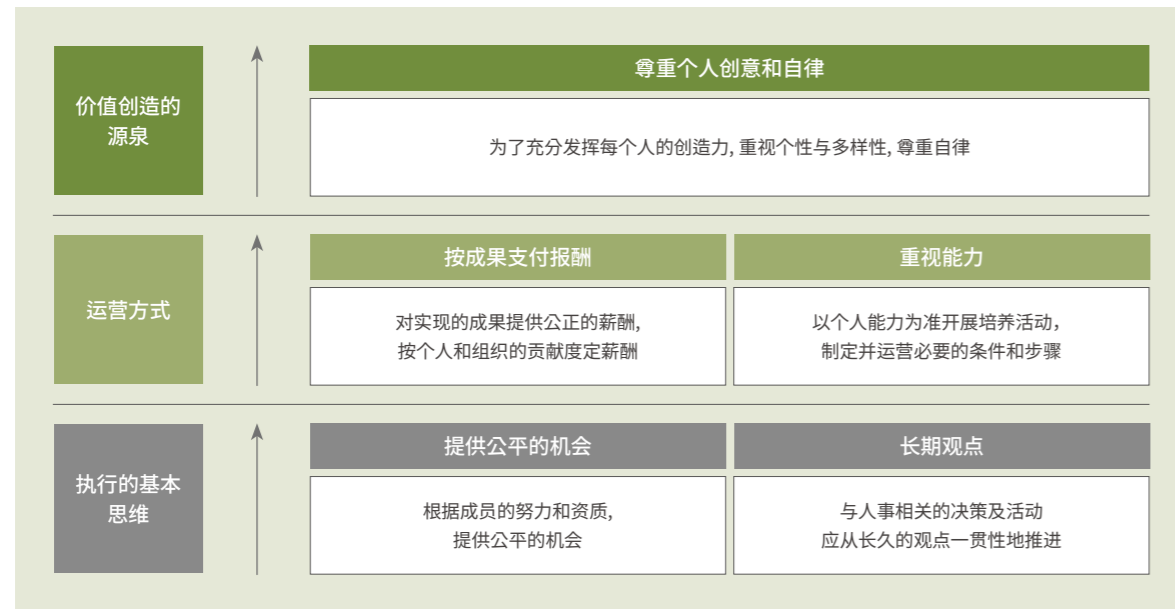 价值创造的
源泉
尊重个人创意和自律
为了充分发挥每个人的创造力, 重视个性与多样性, 尊重自律
运营方式
按成果支付报酬
对实现的成果提供公正的薪酬,
按个人和组织的贡献度定薪酬
重视能力
以个人能力为准开展培养活动，
制定并运营必要的条件和步骤
执行的基本
思维
提供公平的机会
根据成员的努力和资质,
提供公平的机会
长期观点
与人事相关的决策及活动
应从长久的观点一贯性地推进